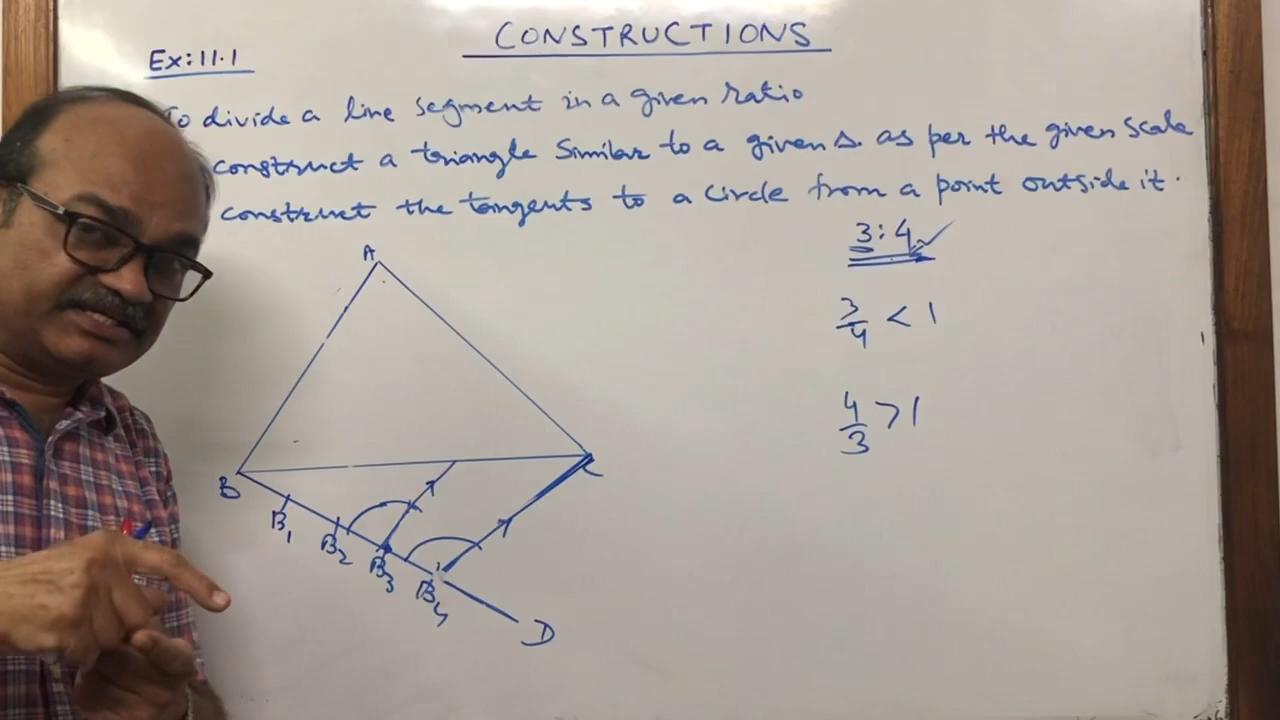 CONSTRUCTIONS
Ex:11.1
To divide a line segment in a given ratio
construct a triangle similar to a given Δ. as per the given scale
construct the tangents to a circle from a point outside it.
3:4 ✓
3/4 < 1
4/3 > 1
A
B
C
B1
B2
B3
B4
D